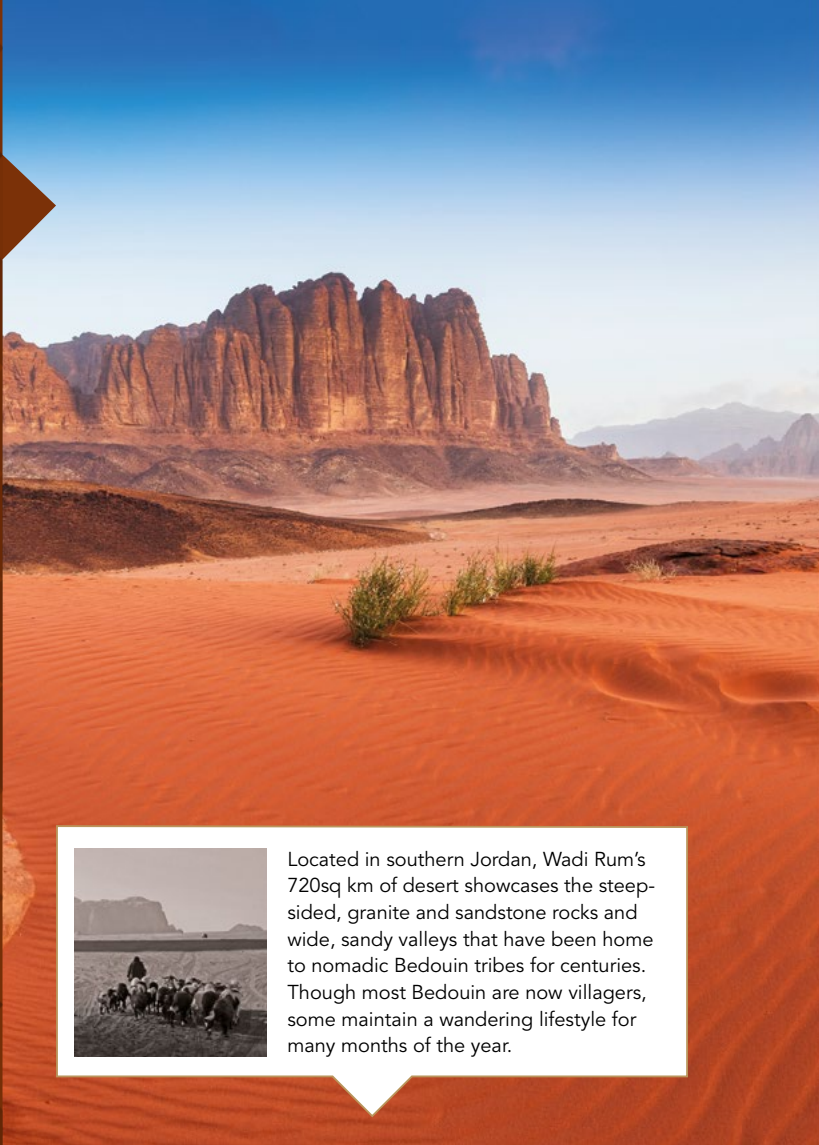 Located in southern Jordan, Wadi Rum’s
720sq km of desert showcases the steep-
sided, granite and sandstone rocks and
wide, sandy valleys that have been home
to nomadic Bedouin tribes for centuries.
Though most Bedouin are now villagers,
some maintain a wandering lifestyle for
many months of the year.